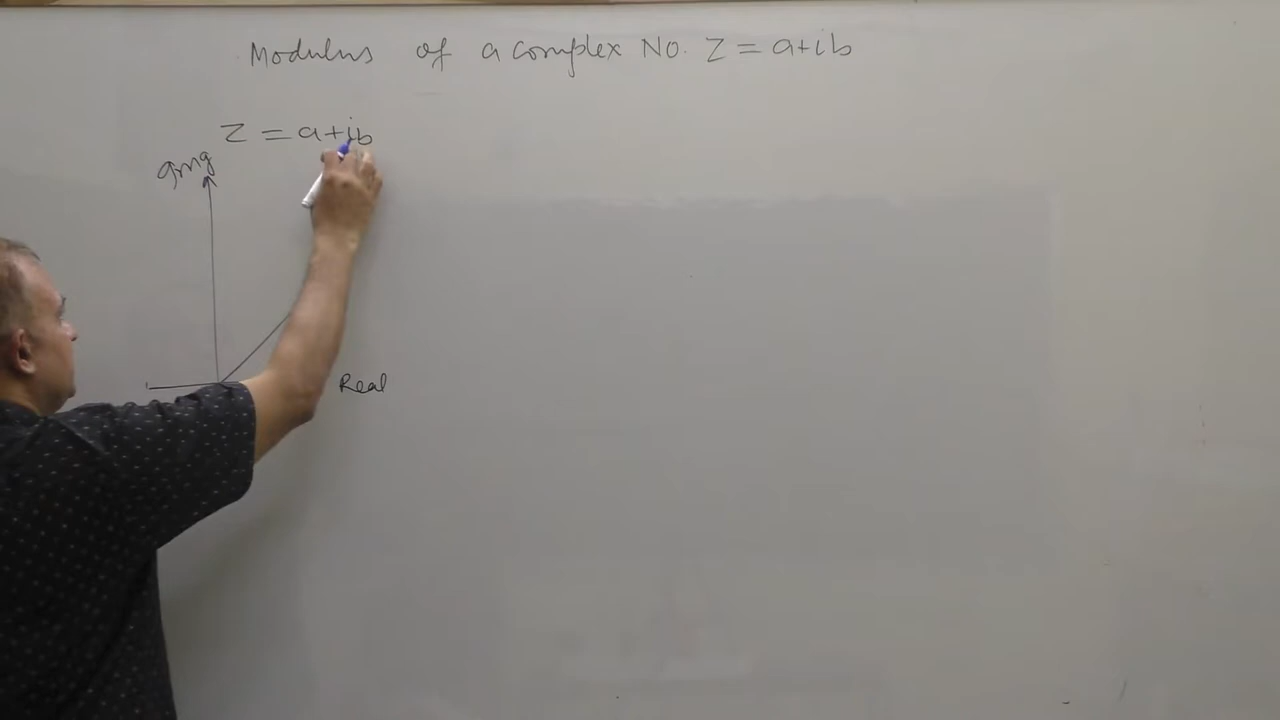 Modulus of a complex No. Z = a+ib
Z = a+ib
Img
Real